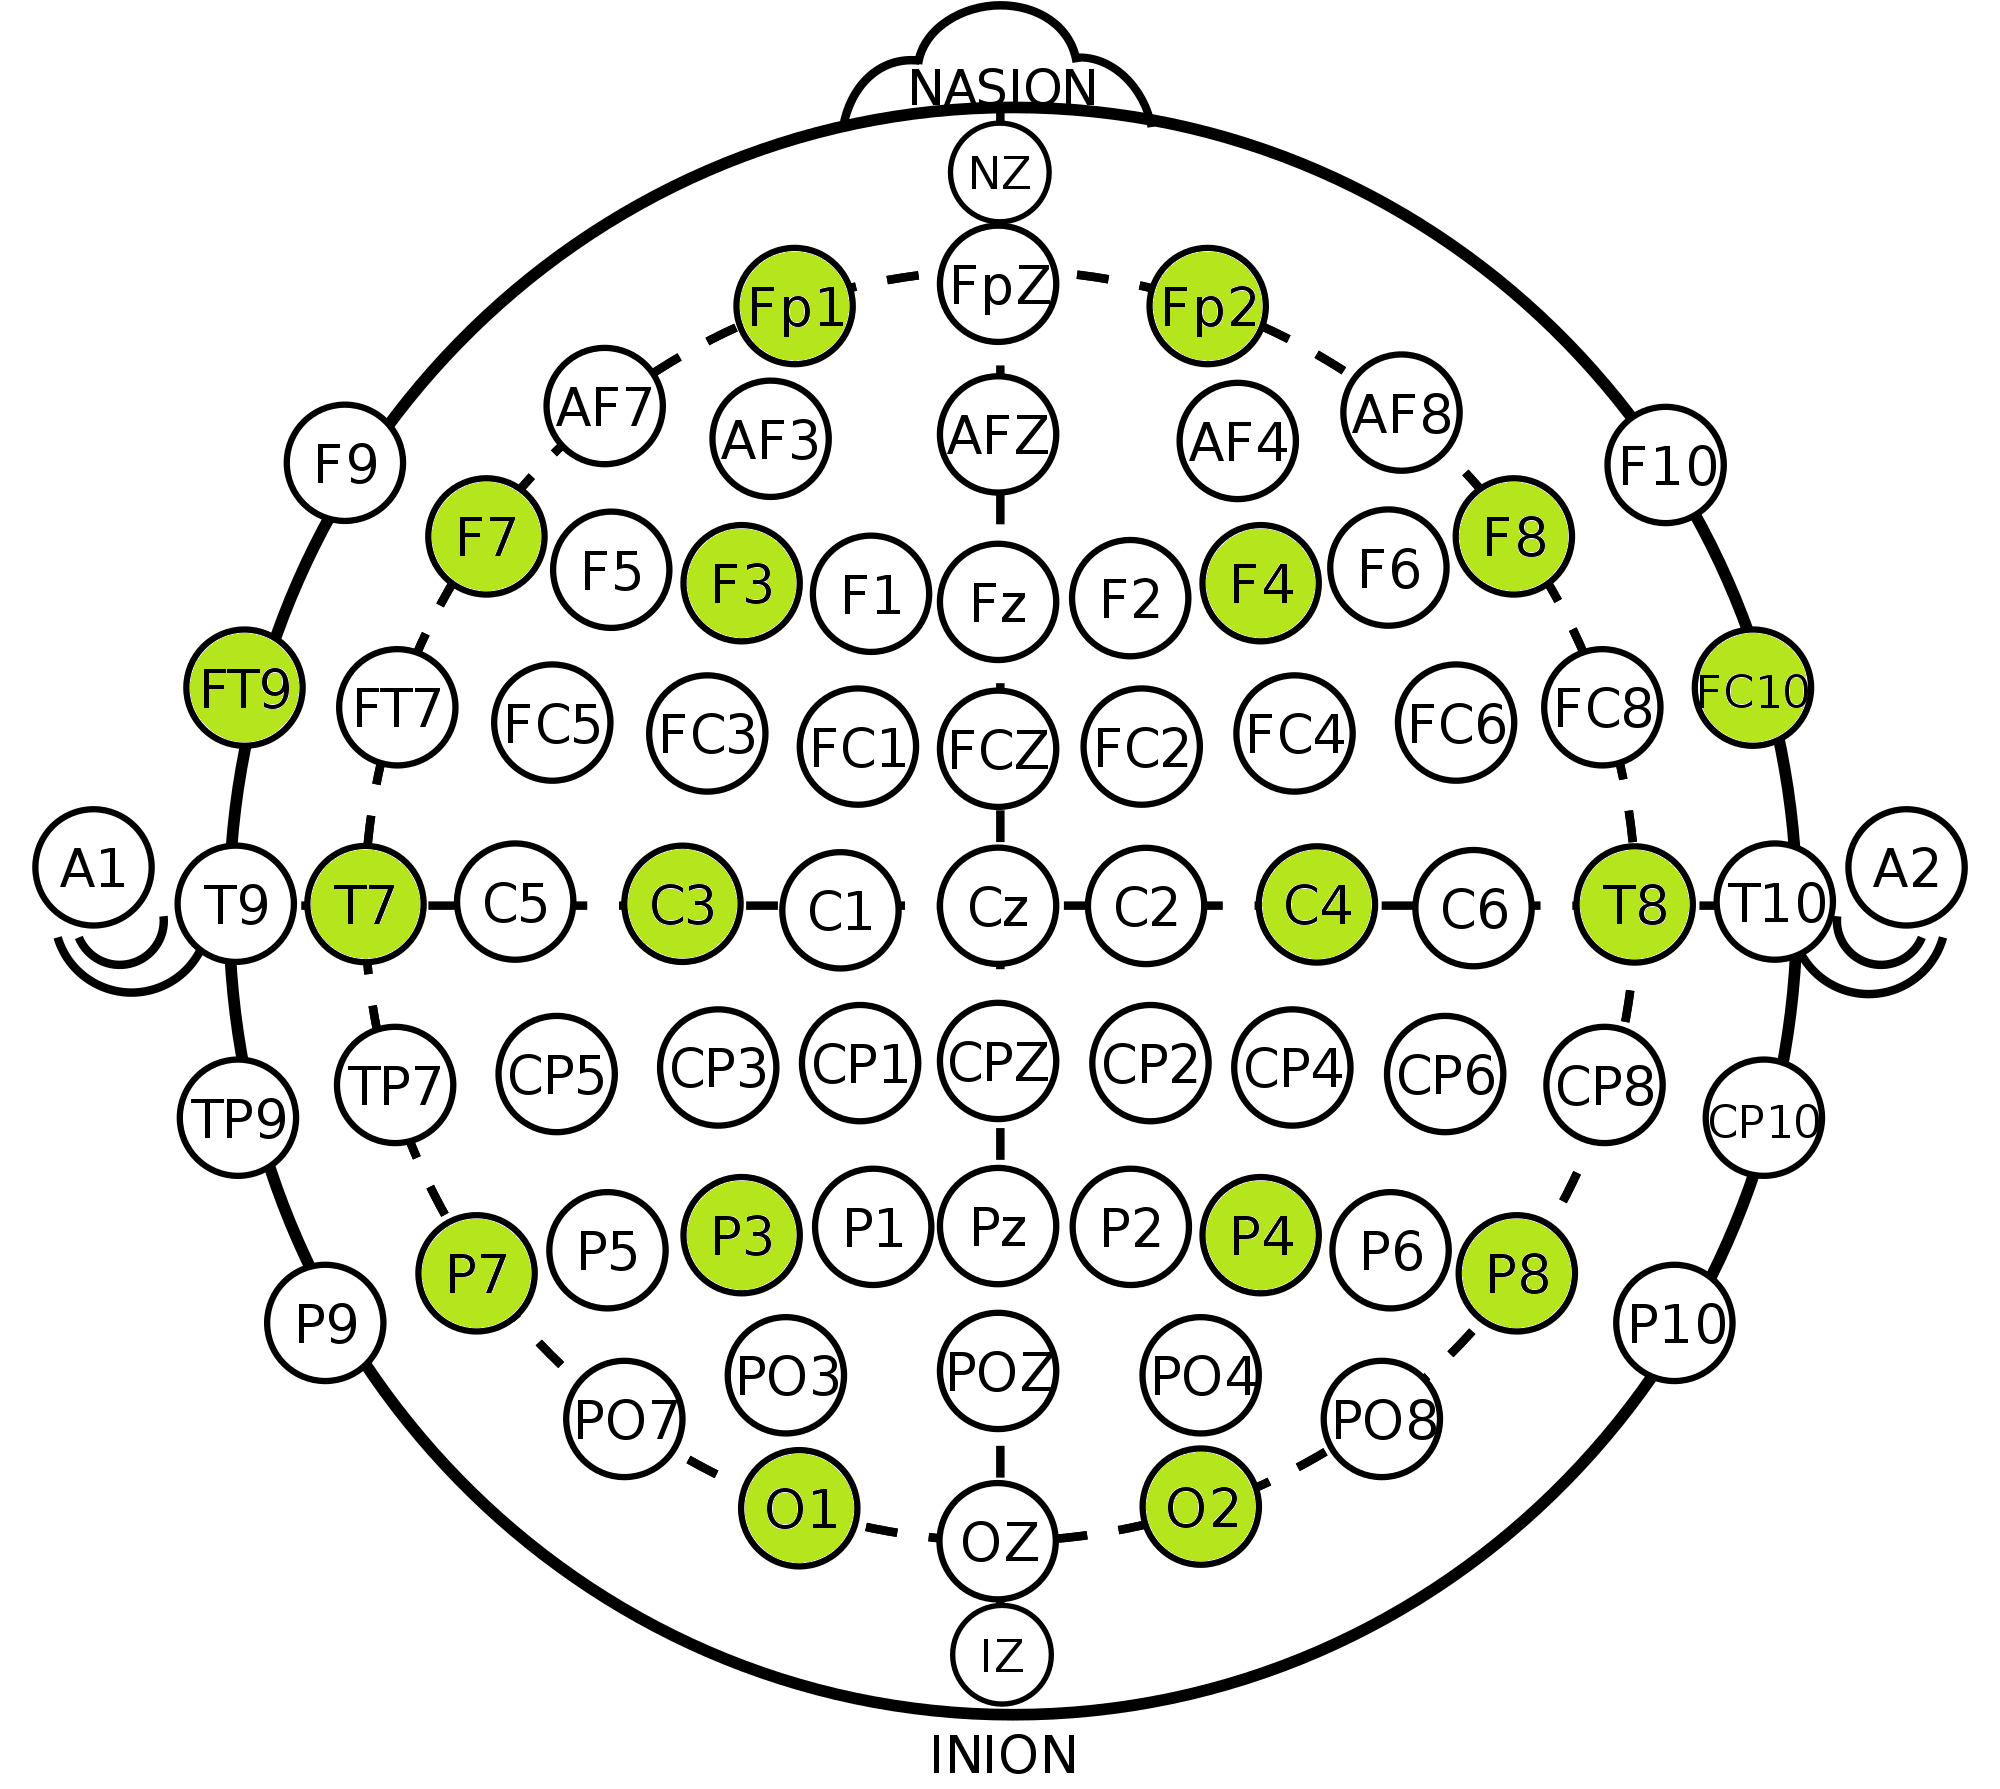 NASION
NZ
Fp1 FpZ Fp2
AF7 AF3 AFZ AF4 AF8
F9 F10
F7 F5 F3 F1 Fz F2 F4 F6 F8
FT9 FT7 FC5 FC3 FC1 FCZ FC2 FC4 FC6 FC8 FC10
A1 T9 T7 C5 C3 C1 Cz C2 C4 C6 T8 T10 A2
TP9 TP7 CP5 CP3 CP1 CPZ CP2 CP4 CP6 CP8 CP10
P9 P7 P5 P3 P1 Pz P2 P4 P6 P8 P10
PO7 PO3 POZ PO4 PO8
O1 OZ O2
IZ
INION